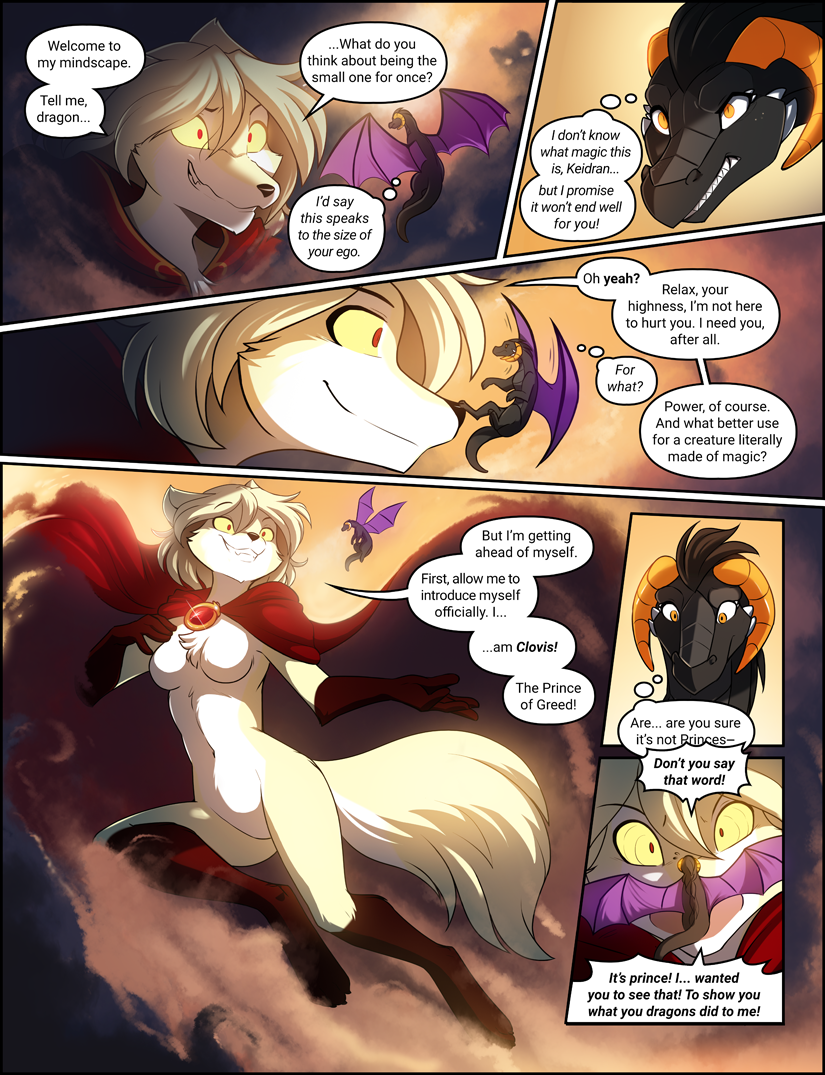 Welcome to
my mindscape.
Tell me,
dragon...
...What do you
think about being the
small one for once?
I'd say
this speaks
to the size of
your ego.
I don't know
what magic this
is, Keidran...
but I promise
it won't end well
for you!
Oh yeah?
Relax, your
highness, I'm not here
to hurt you. I need you,
after all.
For
what?
Power, of course.
And what better use
for a creature literally
made of magic?
But I'm getting
ahead of myself.
First, allow me to
introduce myself
officially. I...
...am Clovis!
The Prince
of Greed!
Are... are you sure
it's not Princes–
Don't you say
that word!
It's prince! I... wanted
you to see that! To show you
what you dragons did to me!